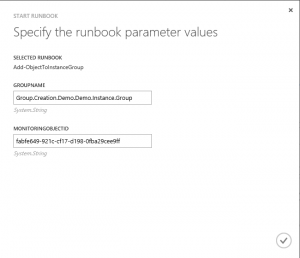 START RUNBOOK
Specify the runbook parameter values
SELECTED RUNBOOK
Add-ObjectToInstanceGroup
GROUPNAME
Group.Creation.Demo.Demo.Instance.Group
System.String
MONITORINGOBJECTID
fabfe649-921c-cf17-d198-0fba29cee9ff
System.String